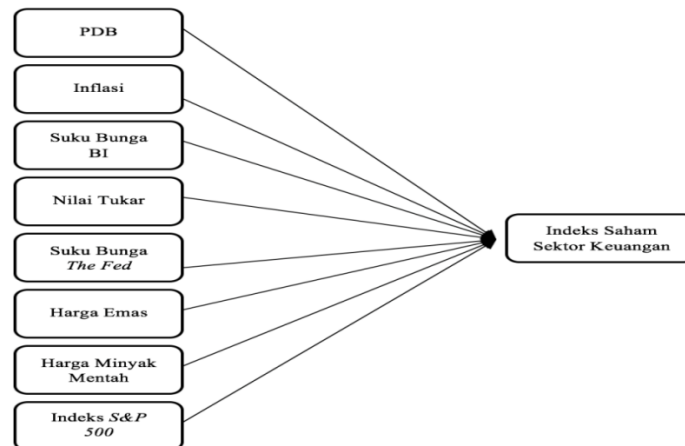 PDB
Inflasi
Suku Bunga
BI
Nilai Tukar
Suku Bunga
The Fed
Harga Emas
Harga Minyak
Mentah
Indeks S&P
500
Indeks Saham
Sektor Keuangan